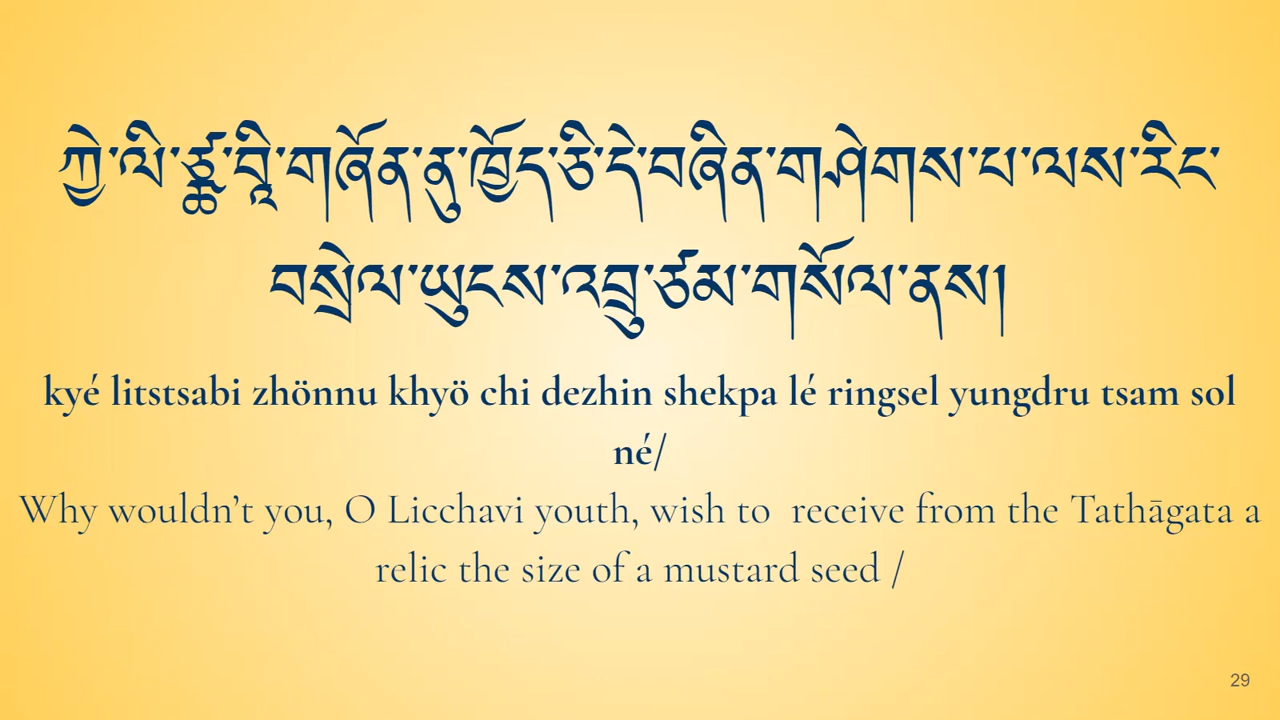 ཀྱེ་ལི་ཙྪ་བཱི་གཞོན་ནུ་ཁྱོད་ཅི་དེ་བཞིན་གཤེགས་པ་ལས་རིང་
བསྲེལ་ཡུངས་འབྲུ་ཙམ་གསོལ་ནས།
kyé litstsabi zhönnu khyö chi dezhin shekpa lé ringsel yungdru tsam sol
né/
Why wouldn’t you, O Licchavi youth, wish to  receive from the Tathāgata a
relic the size of a mustard seed /
29